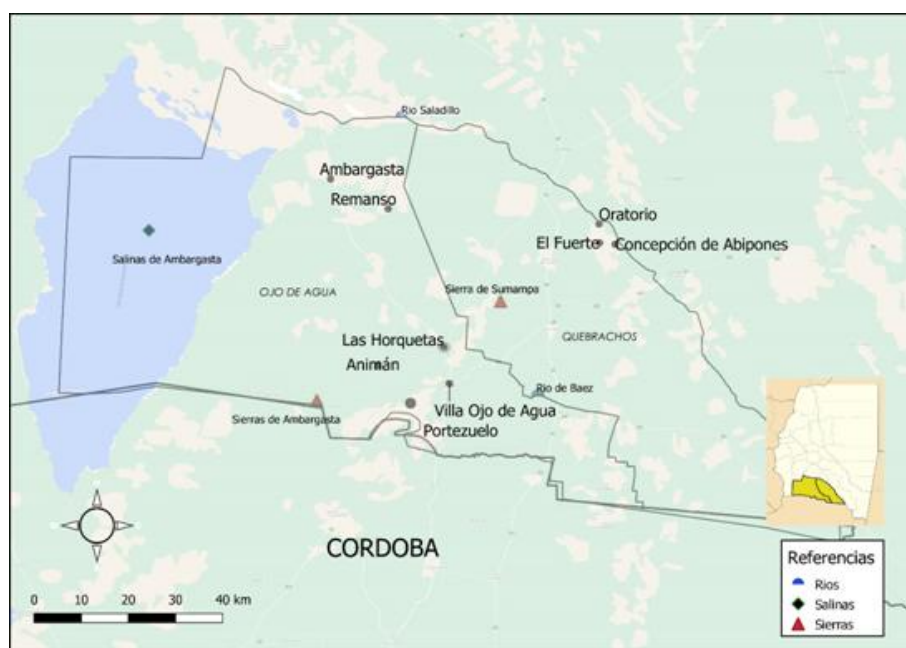 Rio Saladillo
Ambargasta
Remanso
Oratorio
El Fuerte
Concepción de Abipones
Salinas de Ambargasta
OJO DE AGUA
Sierra de Sumampa
QUEBRACHOS
Las Horquetas
Animán
Rio de Baez
Sierras de Ambargasta
Villa Ojo de Agua
Portezuelo
CORDOBA
0 10 20 30 40 km
Referencias
Rios
Salinas
Sierras